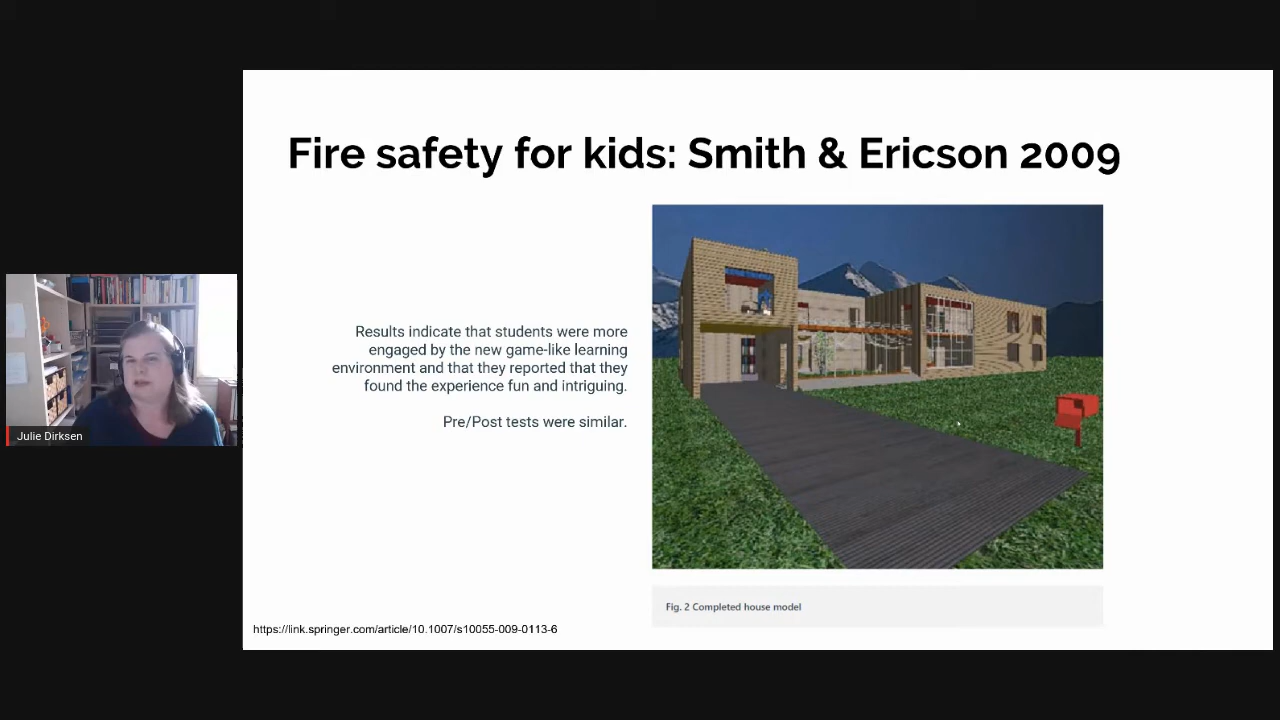 Fire safety for kids: Smith & Ericson 2009
Results indicate that students were more
engaged by the new game-like learning
environment and that they reported that they
found the experience fun and intriguing.
Pre/Post tests were similar.
Julie Dirksen
Fig. 2 Completed house model
https://link.springer.com/article/10.1007/s10055-009-0113-6